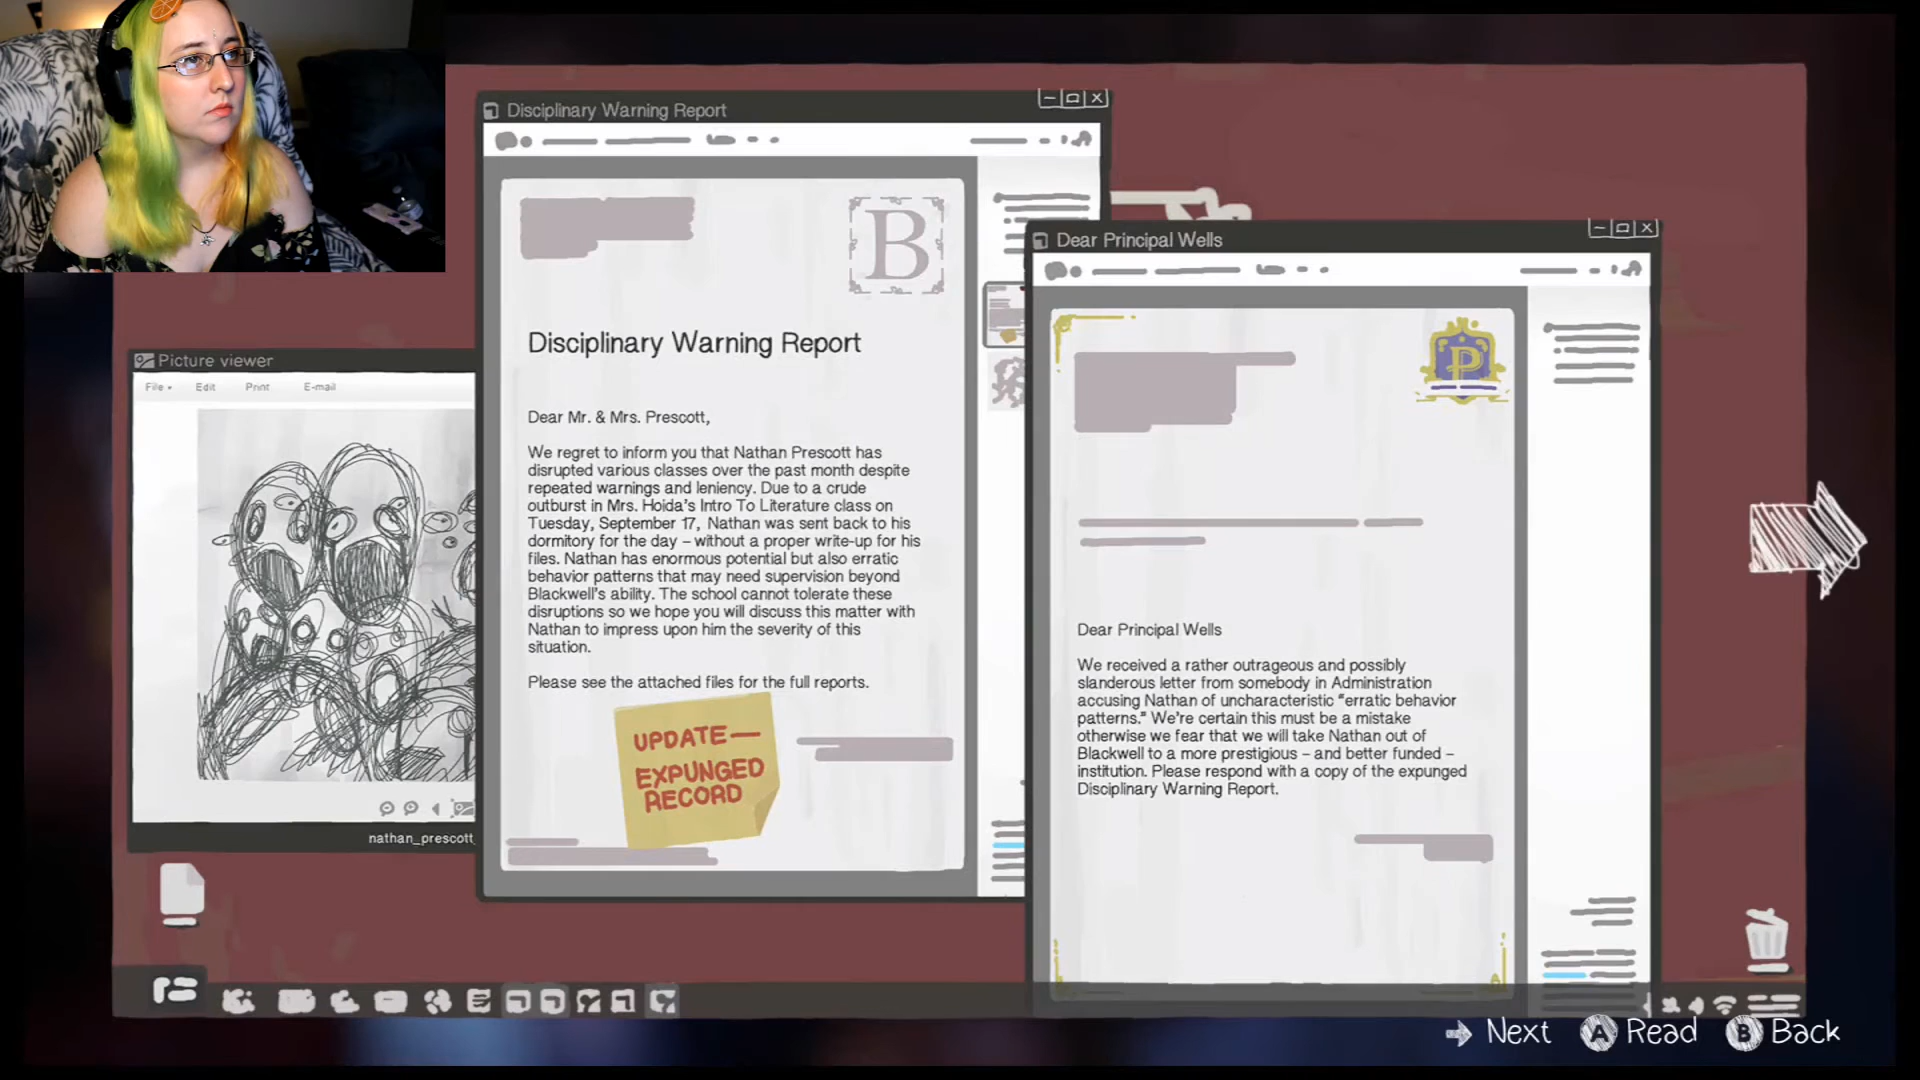 Disciplinary Warning Report
B
Disciplinary Warning Report
Dear Mr. & Mrs. Prescott,
We regret to inform you that Nathan Prescott has
disrupted various classes over the past month despite
repeated warnings and leniency. Due to a crude
outburst in Mrs. Hoida's Intro To Literature class on
Tuesday, September 17, Nathan was sent back to his
dormitory for the day – without a proper write-up for his
files. Nathan has enormous potential but also erratic
behavior patterns that may need supervision beyond
Blackwell's ability. The school cannot tolerate these
disruptions so we hope you will discuss this matter with
Nathan to impress upon him the severity of this
situation.
Please see the attached files for the full reports.
UPDATE—
EXPUNGED
RECORD
Dear Principal Wells
P
Dear Principal Wells
We received a rather outrageous and possibly
slanderous letter from somebody in Administration
accusing Nathan of uncharacteristic "erratic behavior
patterns." We're certain this must be a mistake
otherwise we fear that we will take Nathan out of
Blackwell to a more prestigious – and better funded –
institution. Please respond with a copy of the expunged
Disciplinary Warning Report.
Picture viewer
File Edit Print E-mail
nathan_prescott
Next A Read B Back